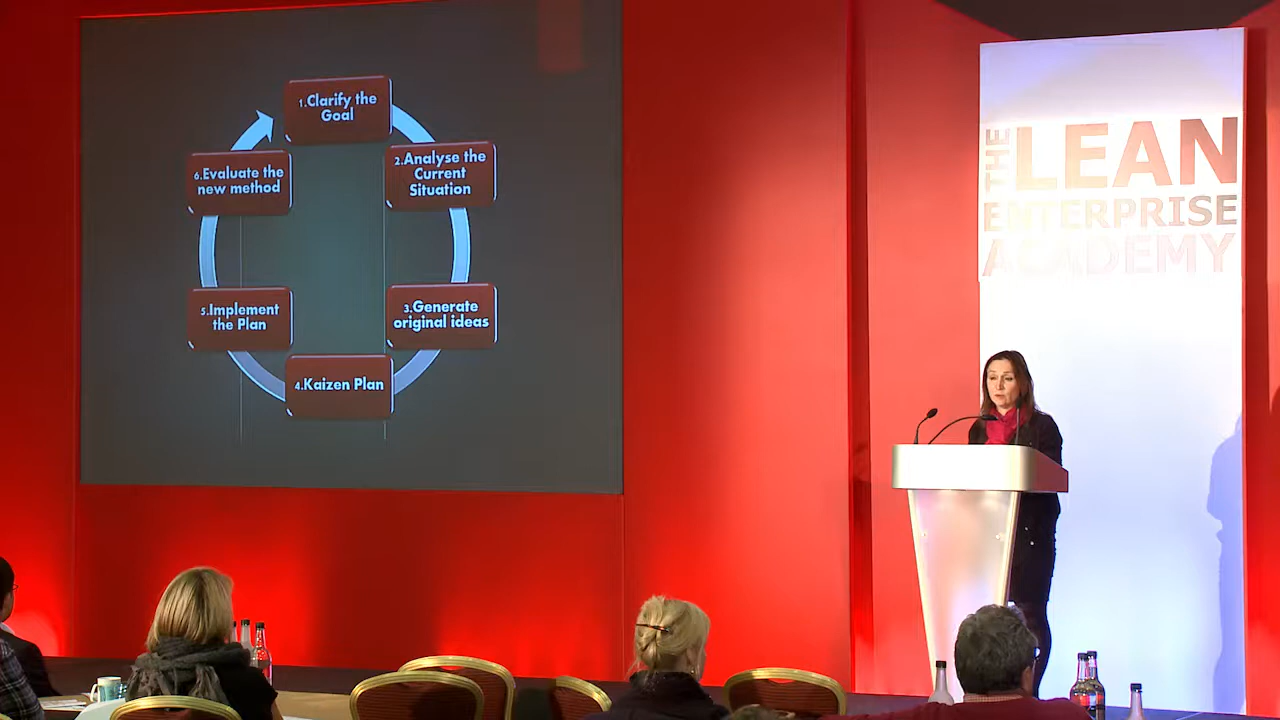 1.Clarify the
Goal
2.Analyse the
Current
Situation
3.Generate
original ideas
4.Kaizen Plan
5.Implement
the Plan
6.Evaluate the
new method
THE
LEAN
ENTERPRISE
ACADEMY